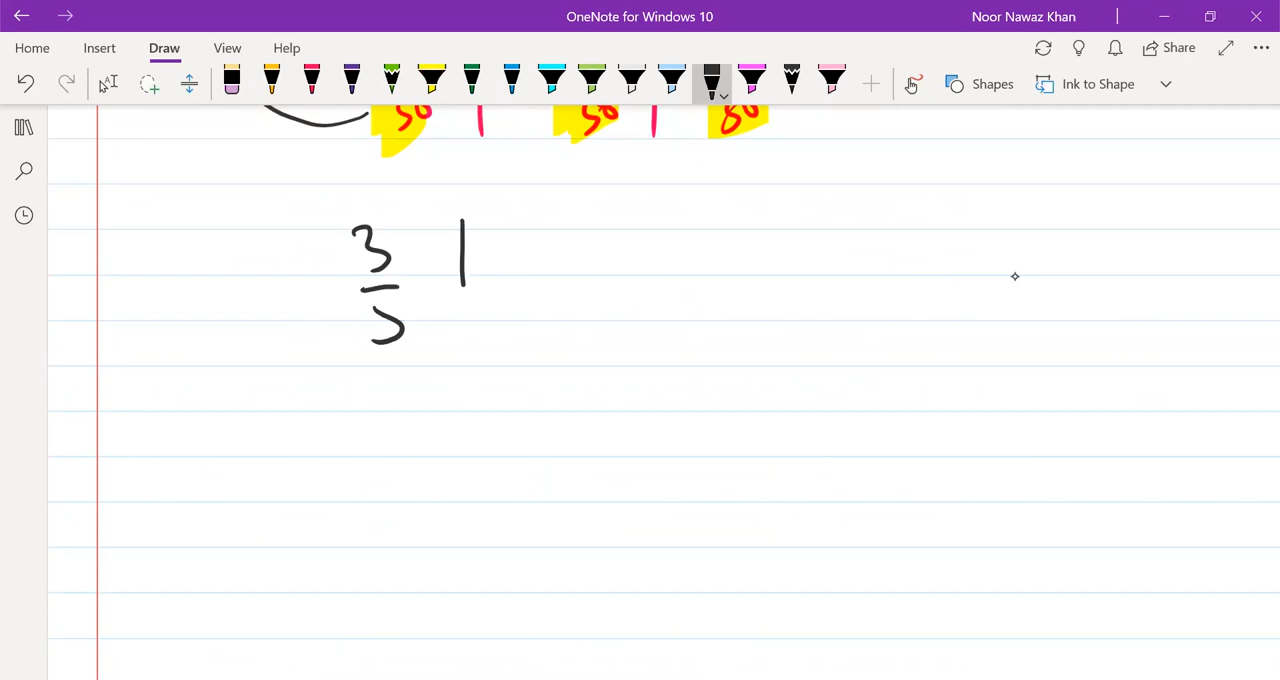 OneNote for Windows 10 Noor Nawaz Khan
Home Insert Draw View Help Share
Shapes Ink to Shape
50 | 50 | 80
3 |
5